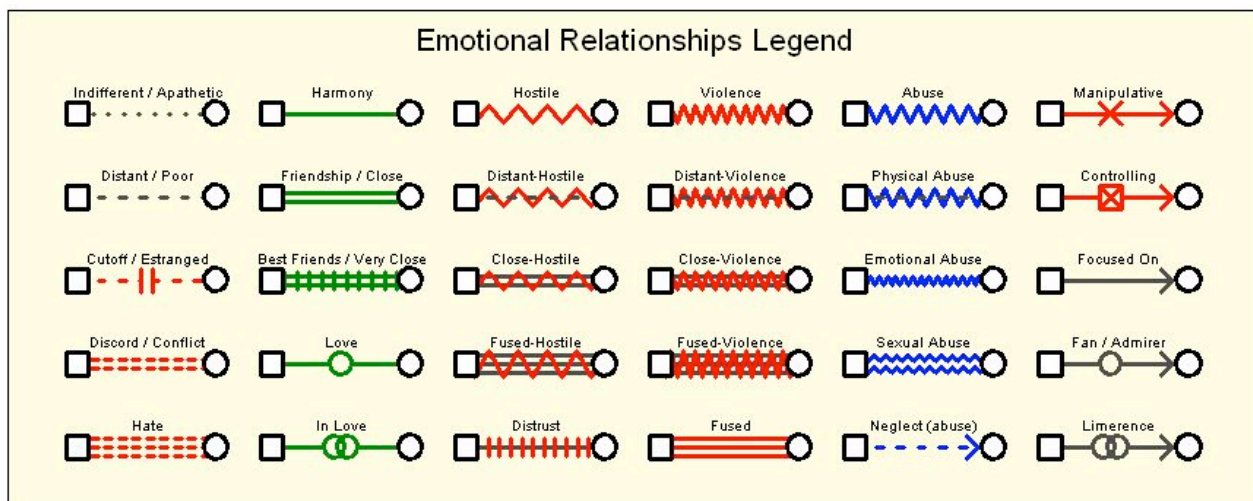 Emotional Relationships Legend
Indifferent / Apathetic
Harmony
Hostile
Violence
Abuse
Manipulative
Distant / Poor
Friendship / Close
Distant-Hostile
Distant-Violence
Physical Abuse
Controlling
Cutoff / Estranged
Best Friends / Very Close
Close-Hostile
Close-Violence
Emotional Abuse
Focused On
Discord / Conflict
Love
Fused-Hostile
Fused-Violence
Sexual Abuse
Fan / Admirer
Hate
In Love
Distrust
Fused
Neglect (abuse)
Limerence